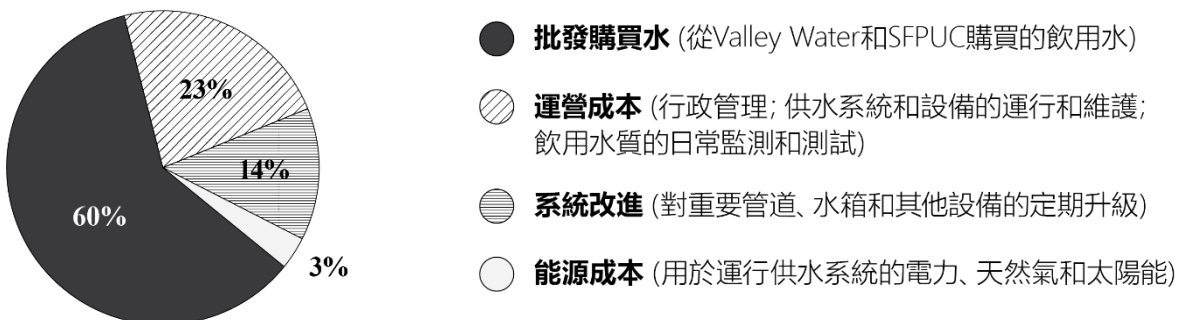 23%
14%
60%
3%
批發購買水 (從Valley Water和SFPUC購買的飲用水)
運營成本 (行政管理; 供水系統和設備的運行和維護;
飲用水質的日常監測和測試)
系統改進 (對重要管道、水箱和其他設備的定期升級)
能源成本 (用於運行供水系統的電力、天然氣和太陽能)